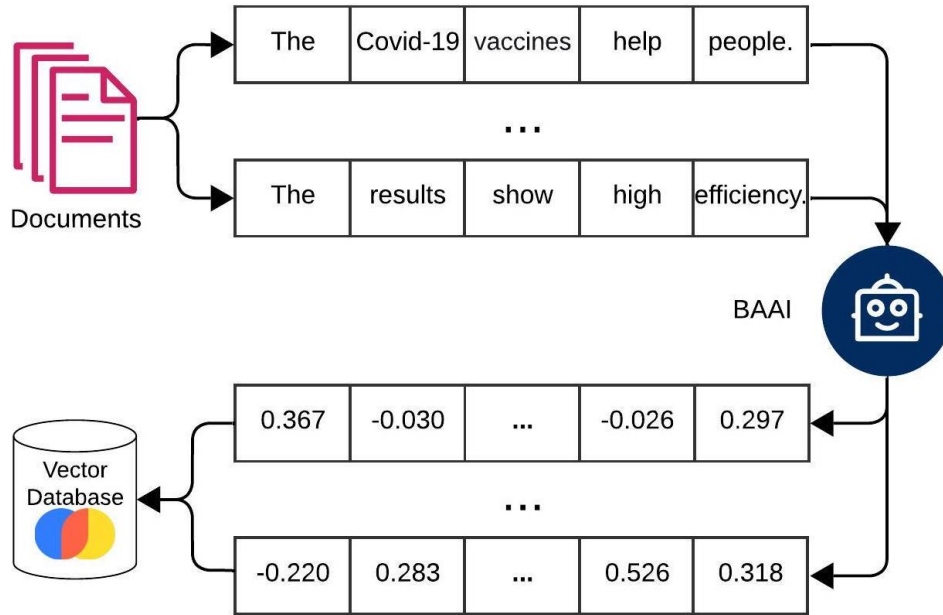 The Covid-19 vaccines help people.
...
The results show high efficiency.
Documents
BAAI
0.367 -0.030 ... -0.026 0.297
...
-0.220 0.283 ... 0.526 0.318
Vector
Database